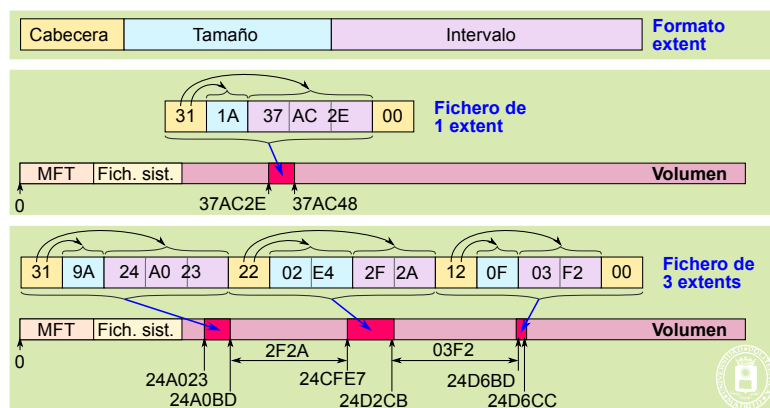 Cabecera Tamaño Intervalo Formato
extent
31 1A 37 AC 2E 00 Fichero de
1 extent
MFT Fich. sist. Volumen
0 37AC2E 37AC48
31 9A 24 A0 23 22 02 E4 2F 2A 12 0F 03 F2 00 Fichero de
3 extents
MFT Fich. sist. Volumen
0 2F2A 03F2
24A023 24CFE7 24D6BD
24A0BD 24D2CB 24D6CC